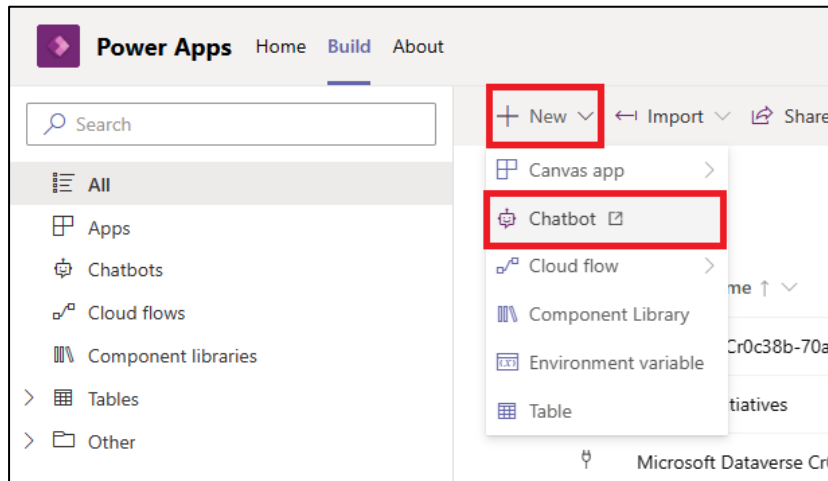 Power Apps Home Build About
Search
All
Apps
Chatbots
Cloud flows
Component libraries
Tables
Other
New Import Share
Canvas app
Chatbot
Cloud flow
Component Library
Environment variable
Table
me
Cr0c38b-70a
tiatives
Microsoft Dataverse Cr